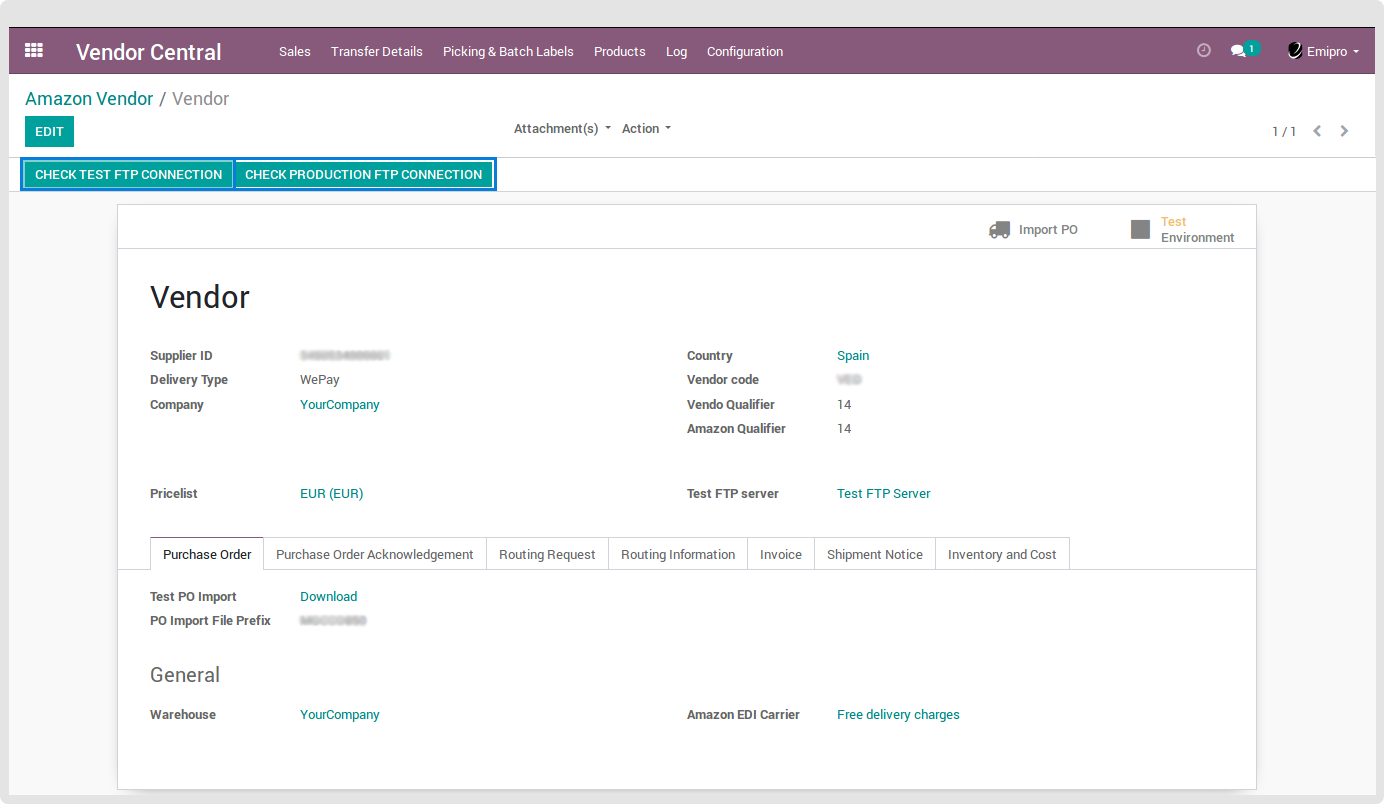 Vendor Central Sales Transfer Details Picking & Batch Labels Products Log Configuration 1 Emipro
Amazon Vendor / Vendor
EDIT Attachment(s) Action 1 / 1
CHECK TEST FTP CONNECTION CHECK PRODUCTION FTP CONNECTION
Import PO Test
Environment
Vendor
Supplier ID Country Spain
Delivery Type WePay Vendor code
Company YourCompany Vendo Qualifier 14
Amazon Qualifier 14
Pricelist EUR (EUR) Test FTP server Test FTP Server
Purchase Order Purchase Order Acknowledgement Routing Request Routing Information Invoice Shipment Notice Inventory and Cost
Test PO Import Download
PO Import File Prefix
General
Warehouse YourCompany Amazon EDI Carrier Free delivery charges